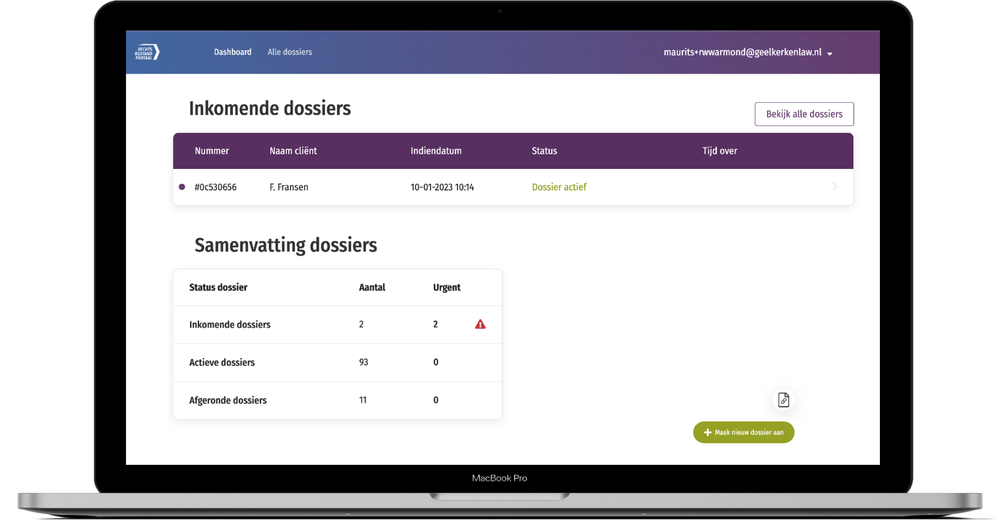 RECHTS
BIJSTAND
PORTAAL
Dashboard Alle dossiers maurits+rwwarmond@geelkerkenlaw.nl
Inkomende dossiers
Bekijk alle dossiers
Nummer Naam cliënt Indiendatum Status Tijd over
#0c530656 F. Fransen 10-01-2023 10:14 Dossier actief
Samenvatting dossiers
Status dossier Aantal Urgent
Inkomende dossiers 2 2
Actieve dossiers 93 0
Afgeronde dossiers 11 0
Maak nieuw dossier aan
MacBook Pro